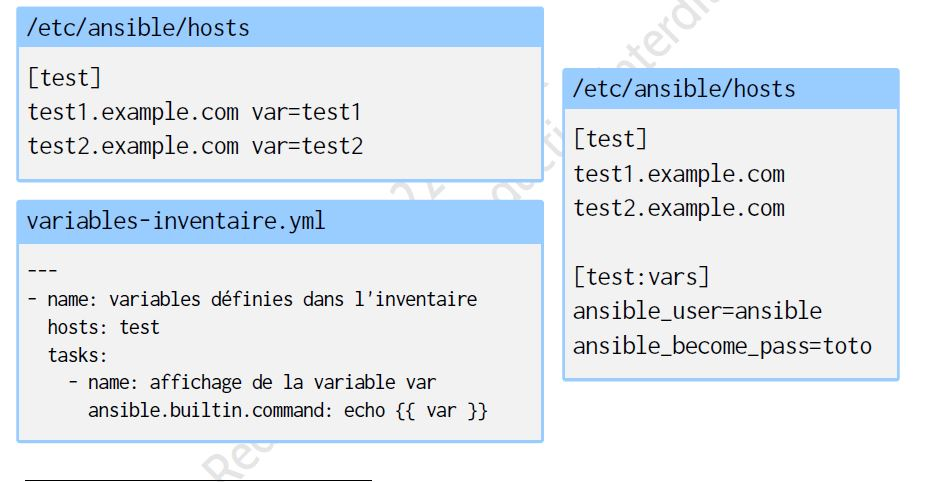 /etc/ansible/hosts
[test]
test1.example.com var=test1
test2.example.com var=test2
variables-inventaire.yml
---
- name: variables définies dans l'inventaire
  hosts: test
  tasks:
    - name: affichage de la variable var
      ansible.builtin.command: echo {{ var }}
/etc/ansible/hosts
[test]
test1.example.com
test2.example.com
[test:vars]
ansible_user=ansible
ansible_become_pass=toto